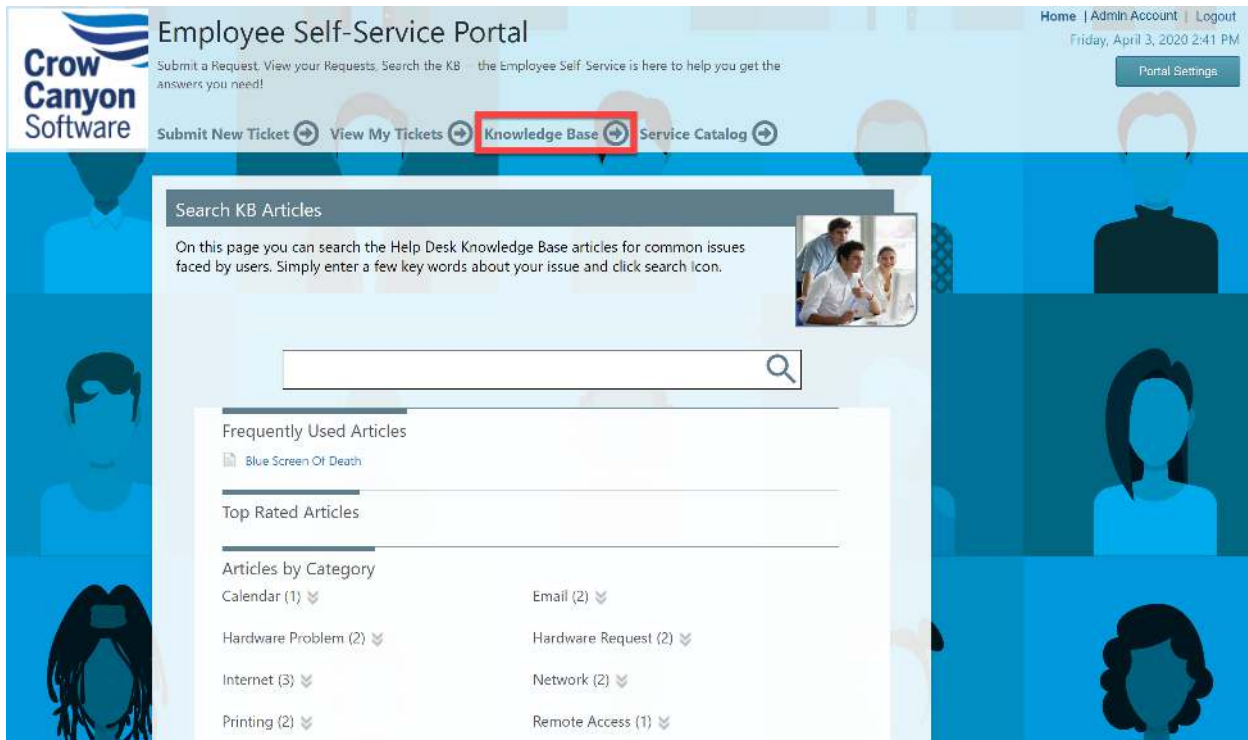 Crow
Canyon
Software
Employee Self-Service Portal
Submit a Request, View your Requests, Search the KB the Employee Self Service is here to help you get the
answers you need!
Home | Admin Account | Logout
Friday, April 3, 2020 2:41 PM
Portal Settings
Submit New Ticket View My Tickets Knowledge Base Service Catalog
Search KB Articles
On this page you can search the Help Desk Knowledge Base articles for common issues
faced by users. Simply enter a few key words about your issue and click search Icon.
Frequently Used Articles
Blue Screen Of Death
Top Rated Articles
Articles by Category
Calendar (1)
Email (2)
Hardware Problem (2)
Hardware Request (2)
Internet (3)
Network (2)
Printing (2)
Remote Access (1)